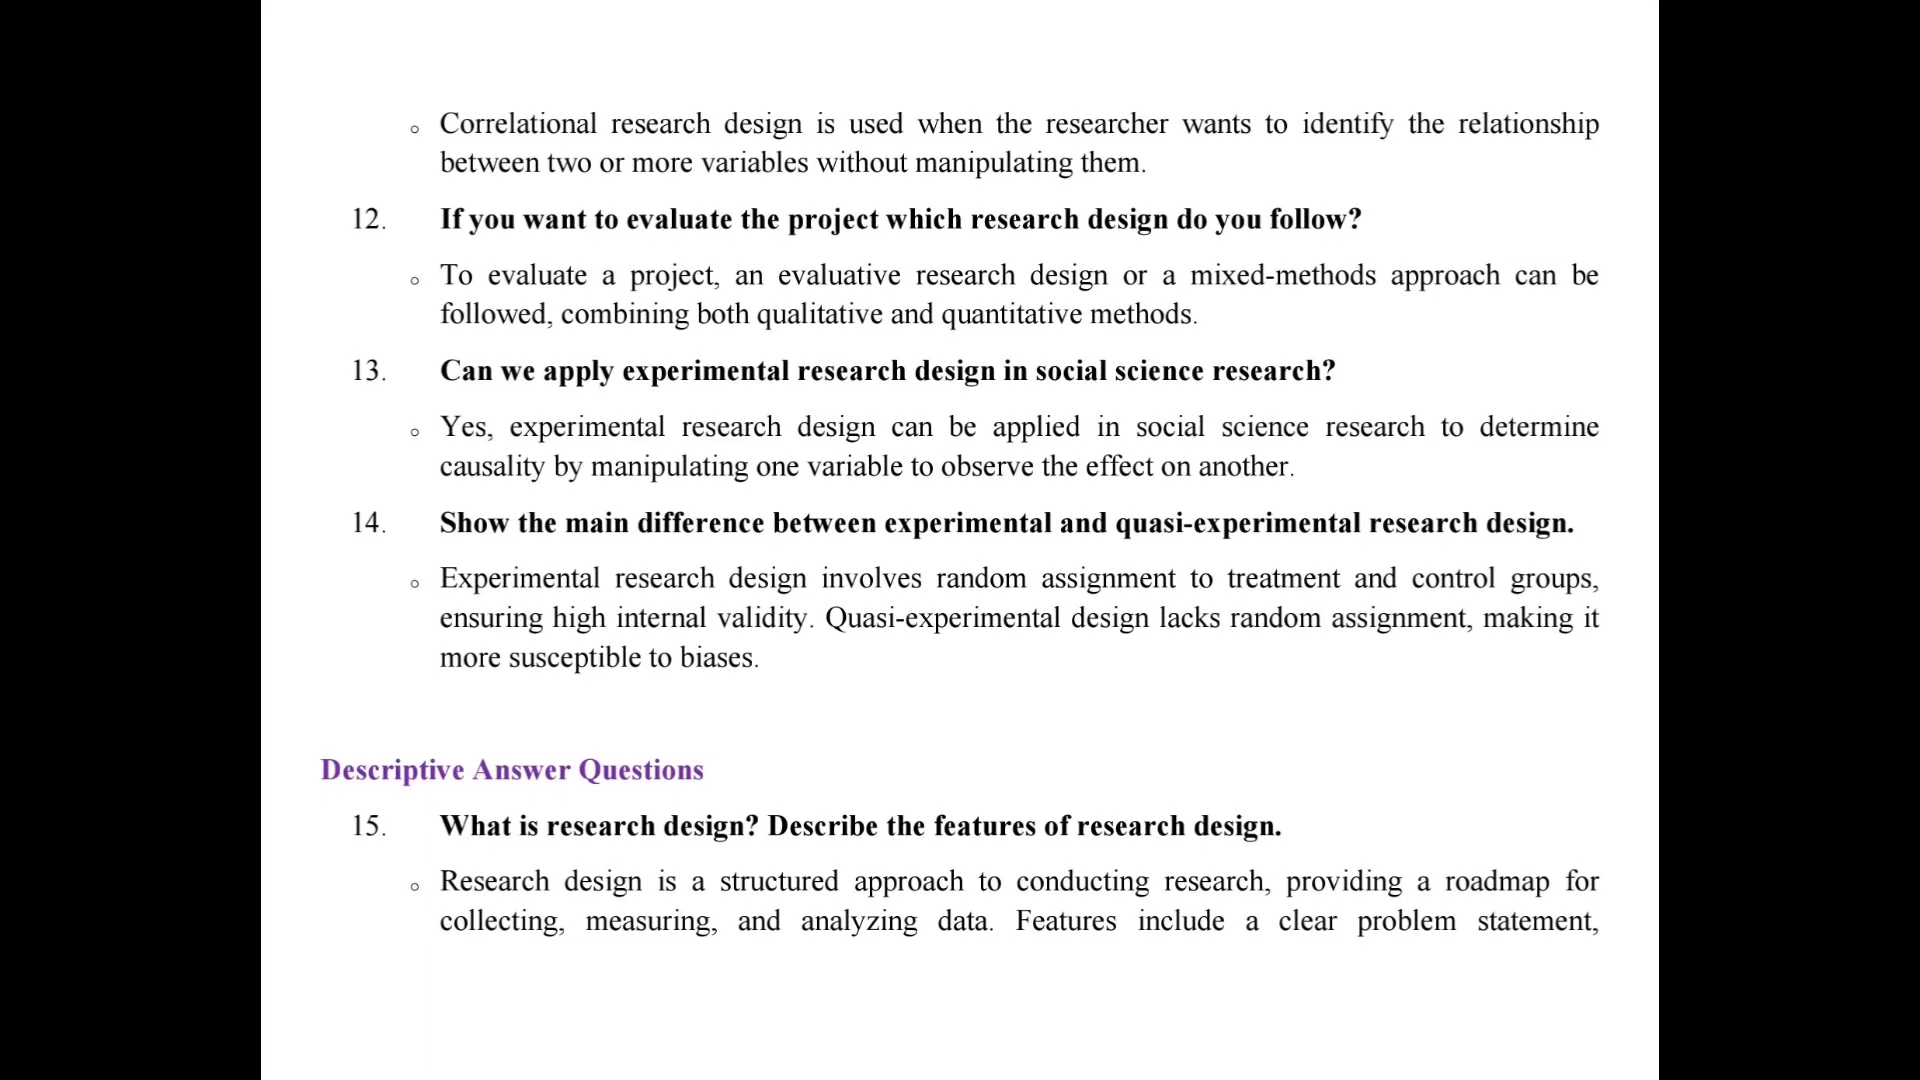 ○ Correlational research design is used when the researcher wants to identify the relationship
between two or more variables without manipulating them.
12. If you want to evaluate the project which research design do you follow?
○ To evaluate a project, an evaluative research design or a mixed-methods approach can be
followed, combining both qualitative and quantitative methods.
13. Can we apply experimental research design in social science research?
○ Yes, experimental research design can be applied in social science research to determine
causality by manipulating one variable to observe the effect on another.
14. Show the main difference between experimental and quasi-experimental research design.
○ Experimental research design involves random assignment to treatment and control groups,
ensuring high internal validity. Quasi-experimental design lacks random assignment, making it
more susceptible to biases.
Descriptive Answer Questions
15. What is research design? Describe the features of research design.
○ Research design is a structured approach to conducting research, providing a roadmap for
collecting, measuring, and analyzing data. Features include a clear problem statement,